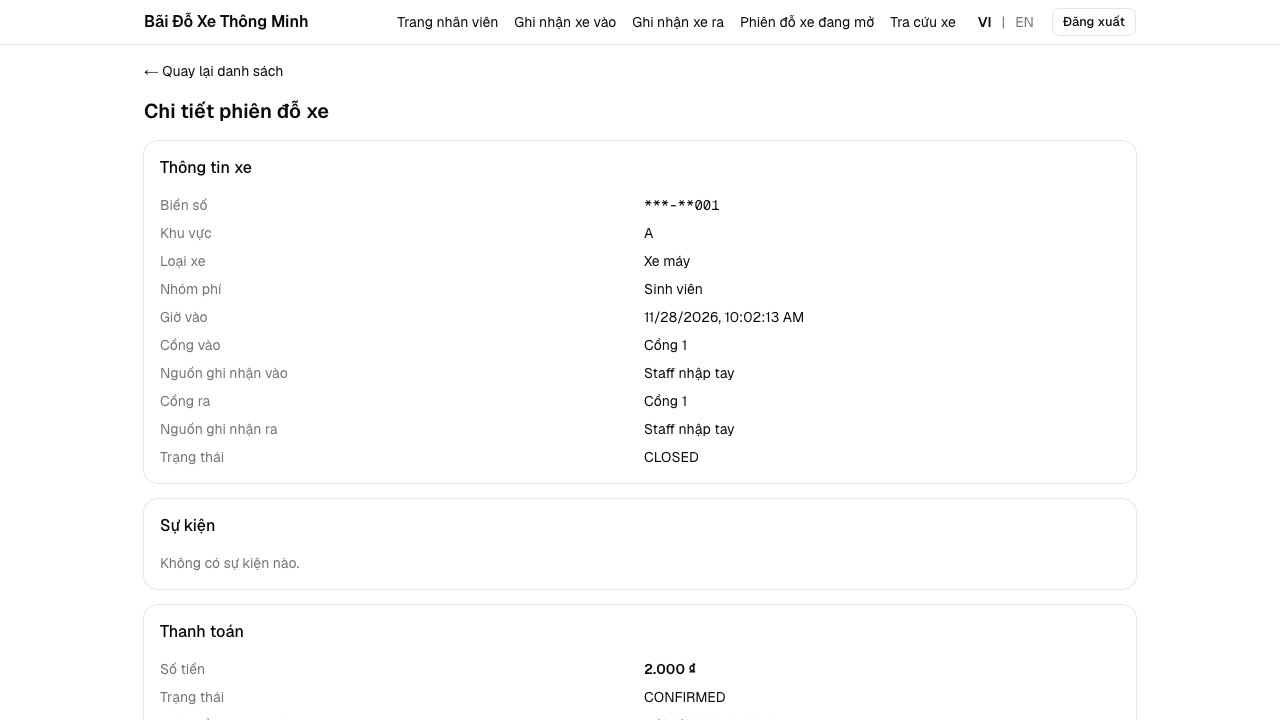 Bãi Đỗ Xe Thông Minh
Trang nhân viên Ghi nhận xe vào Ghi nhận xe ra Phiên đỗ xe đang mở Tra cứu xe VI | EN Đăng xuất
← Quay lại danh sách
Chi tiết phiên đỗ xe
Thông tin xe
Biển số ***-**001
Khu vực A
Loại xe Xe máy
Nhóm phí Sinh viên
Giờ vào 11/28/2026, 10:02:13 AM
Cổng vào Cổng 1
Nguồn ghi nhận vào Staff nhập tay
Cổng ra Cổng 1
Nguồn ghi nhận ra Staff nhập tay
Trạng thái CLOSED
Sự kiện
Không có sự kiện nào.
Thanh toán
Số tiền 2.000 ₫
Trạng thái CONFIRMED